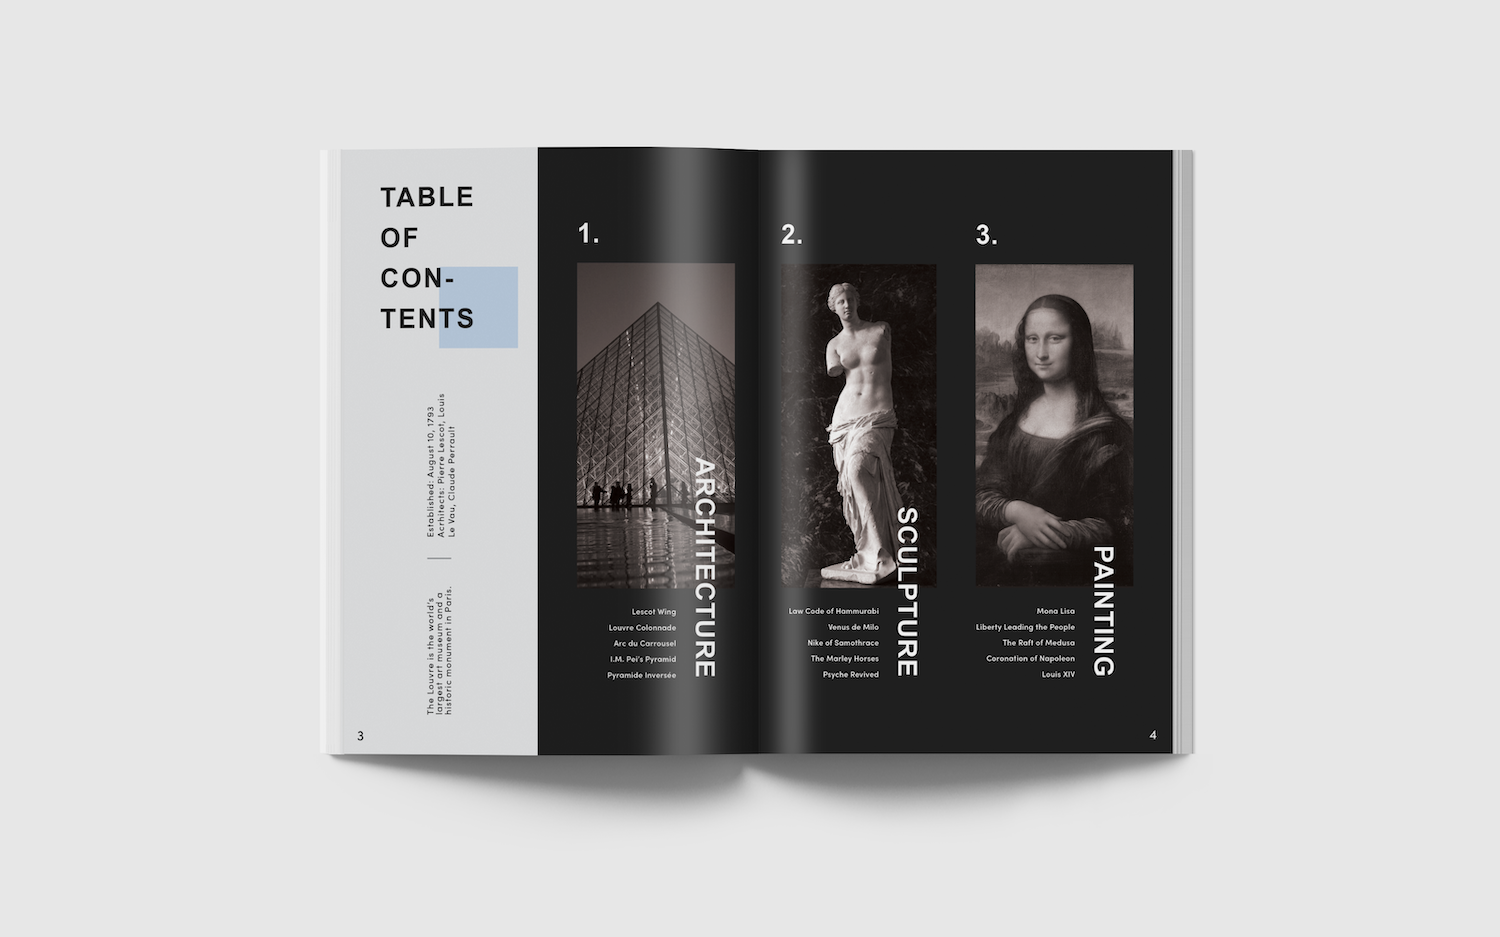 TABLE
OF
CON-
TENTS
Established: August 10, 1793
Acrhitects: Pierre Lescot, Louis
Le Vau, Claude Perrault
The Louvre is the world's
largest art museum and a
historic monument in Paris.
3
1.
ARCHITECTURE
Lescot Wing
Louvre Colonnade
Arc du Carrousel
I.M. Pei's Pyramid
Pyramide Inversée
2.
SCULPTURE
Law Code of Hammurabi
Venus de Milo
Nike of Samothrace
The Marley Horses
Psyche Revived
3.
PAINTING
Mona Lisa
Liberty Leading the People
The Raft of Medusa
Coronation of Napoleon
Louis XIV
4